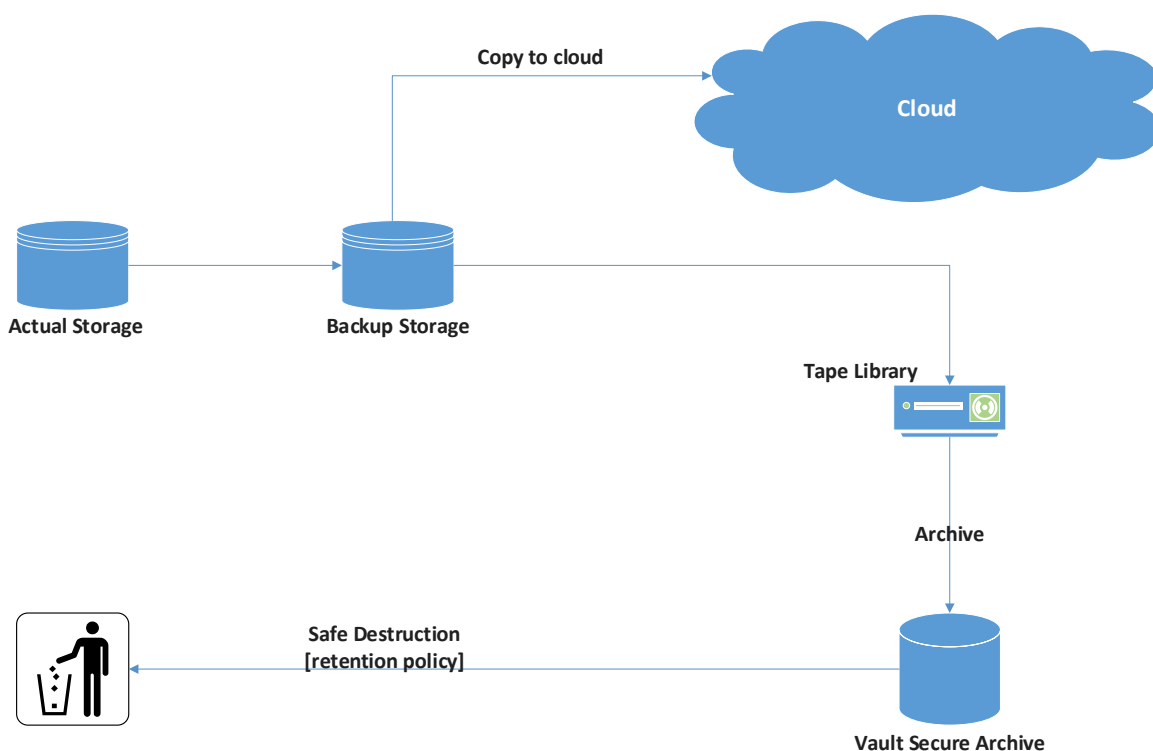 Copy to cloud
Cloud
Actual Storage
Backup Storage
Tape Library
Archive
Safe Destruction
[retention policy]
Vault Secure Archive